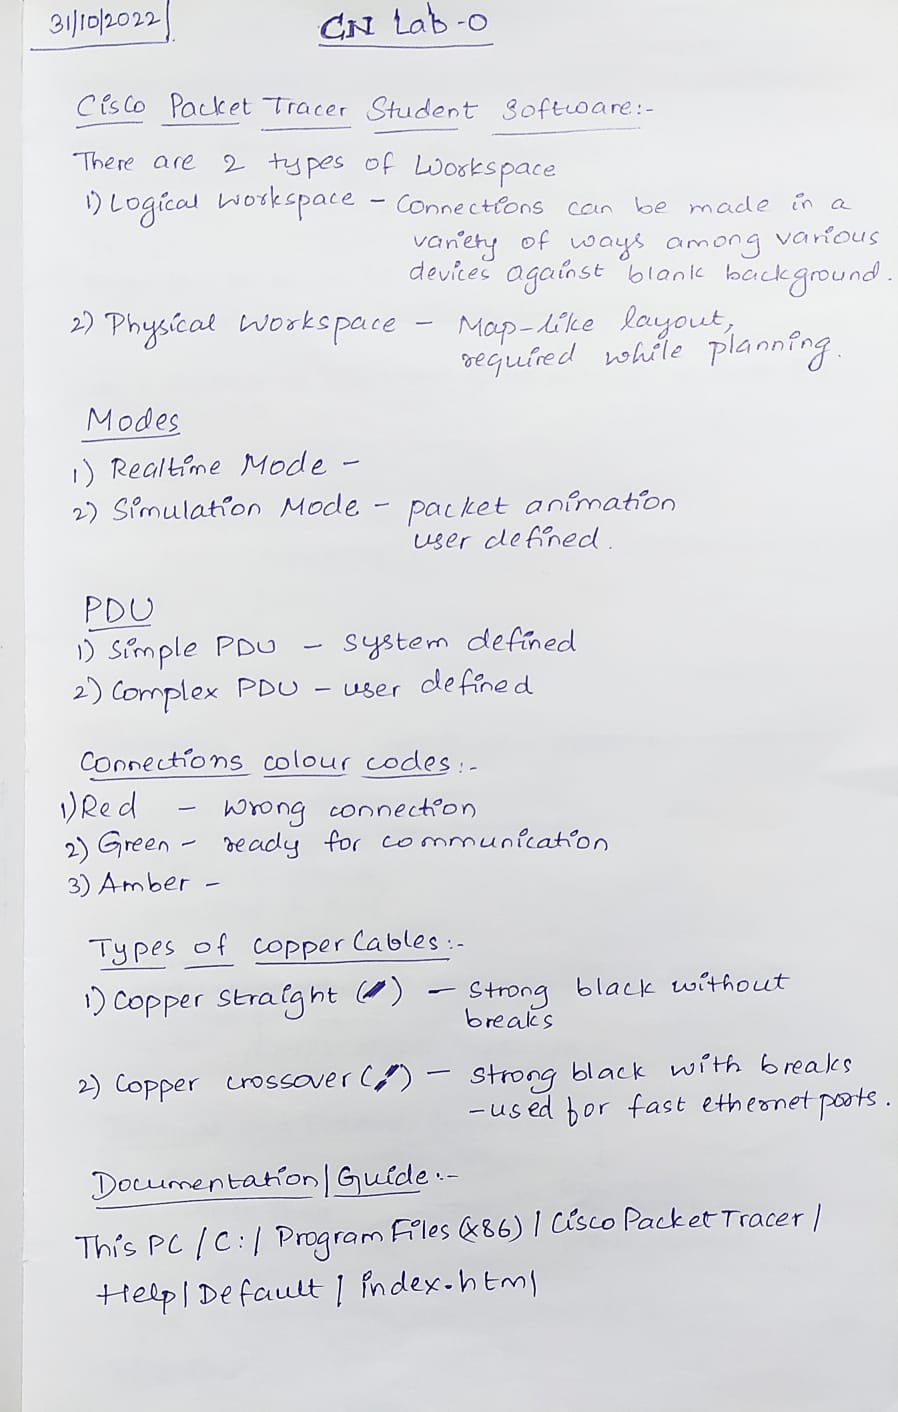 31/10/2022
CN Lab-0
Cisco Packet Tracer Student Software:-
There are 2 types of Workspace
1) Logical workspace - Connections can be made in a
variety of ways among various
devices against blank background.
2) Physical workspace - Map-like layout,
required while planning.
Modes
1) Realtime Mode -
2) Simulation Mode - packet animation
user defined.
PDU
1) Simple PDU - system defined
2) Complex PDU - user defined
Connections colour codes:-
1) Red - wrong connection
2) Green - ready for communication
3) Amber -
Types of copper Cables:-
1) Copper straight ( ) - strong black without
breaks
2) Copper crossover ( ) - strong black with breaks
- used for fast ethernet ports.
Documentation/Guide:-
This PC / C:/ Program Files (x86) / Cisco Packet Tracer /
Help / Default / index.html